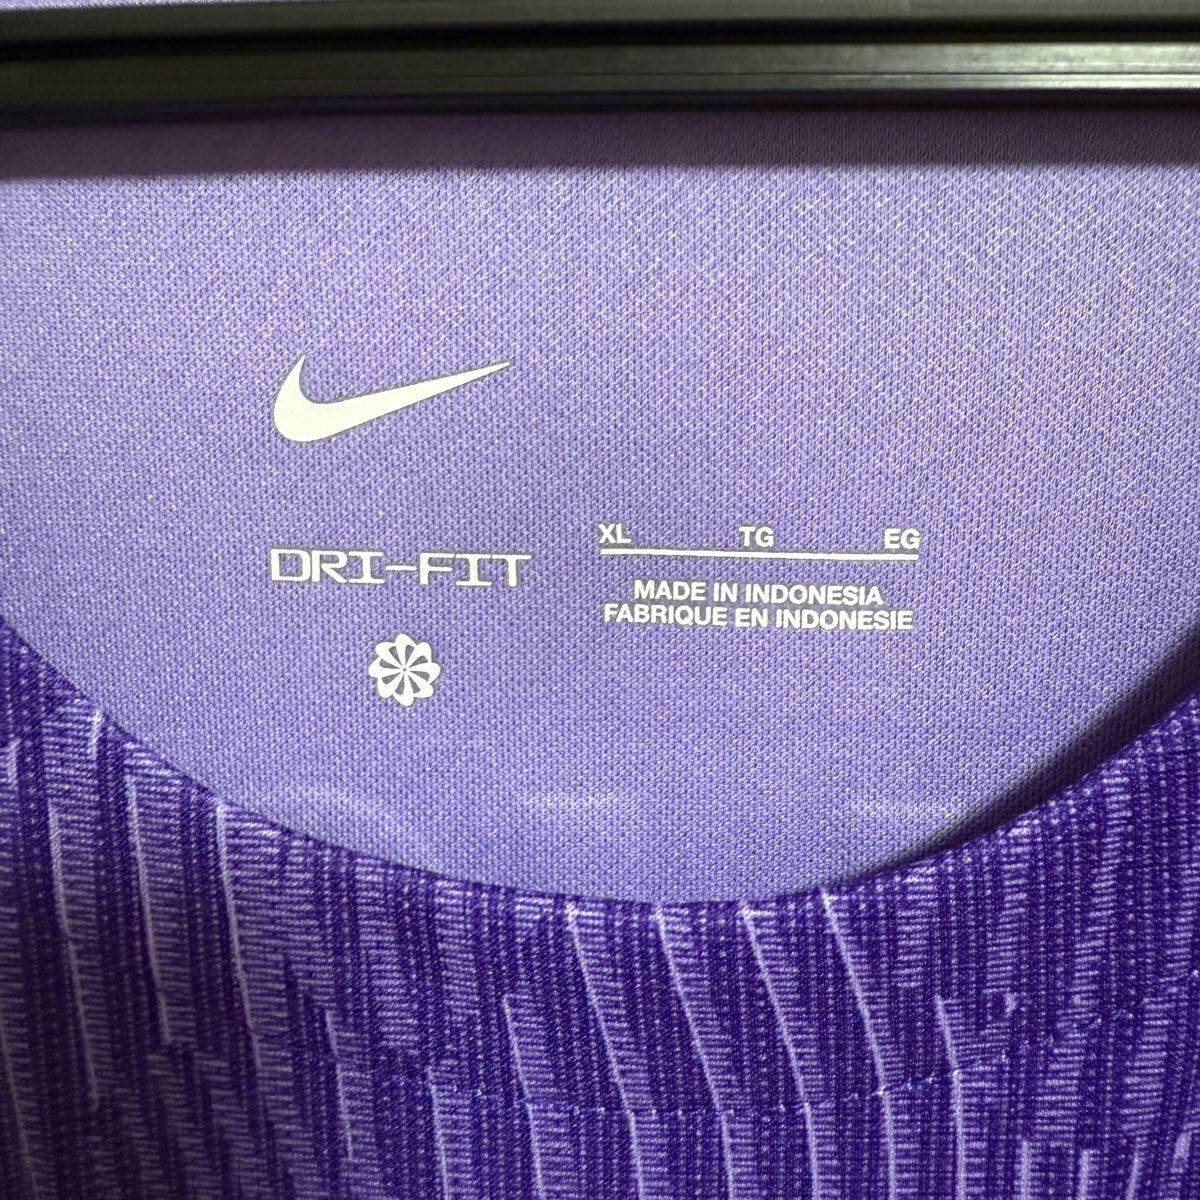 DRI-FIT
XL TG EG
MADE IN INDONESIA
FABRIQUE EN INDONESIE